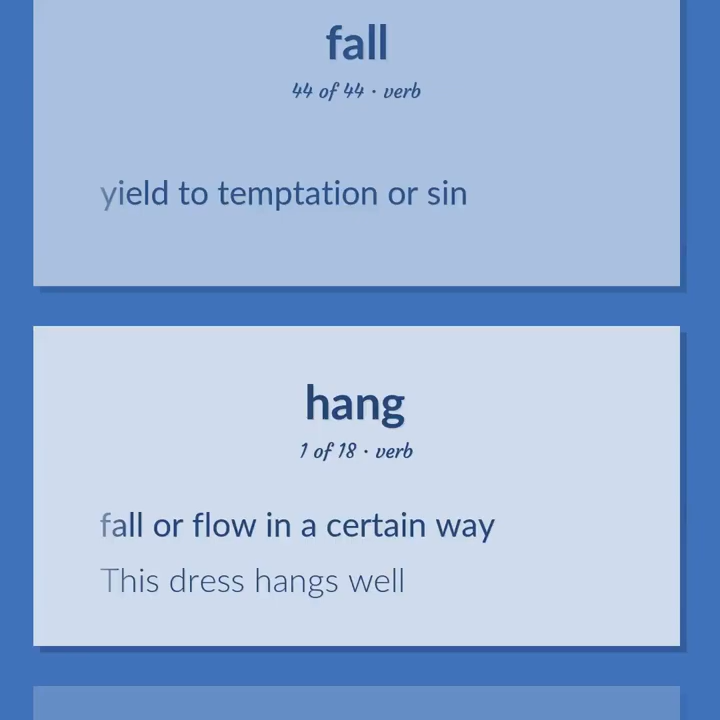 fall
44 of 44 · verb
yield to temptation or sin
hang
1 of 18 · verb
fall or flow in a certain way
This dress hangs well